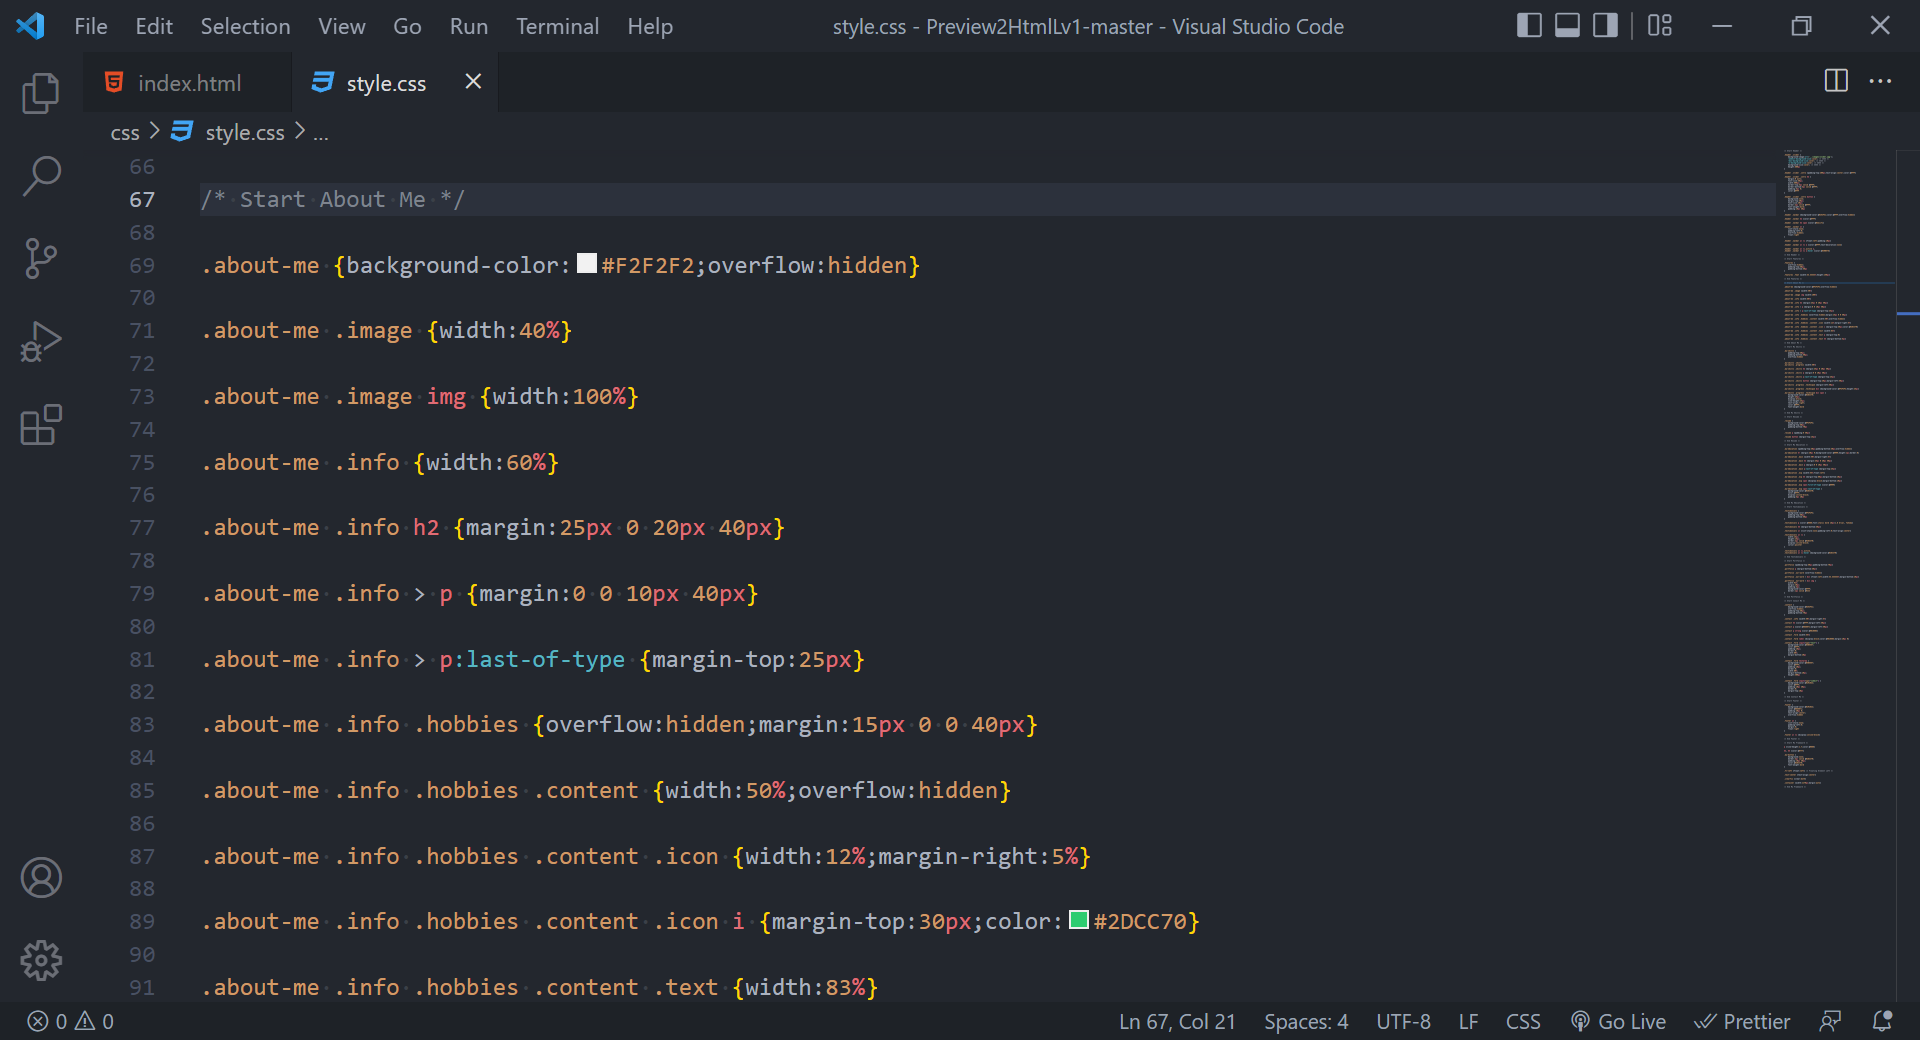 File Edit Selection View Go Run Terminal Help style.css - Preview2HtmlLv1-master - Visual Studio Code
index.html style.css
css > style.css > ...
66
67 /* Start About Me */
68
69 .about-me {background-color:#F2F2F2;overflow:hidden}
70
71 .about-me .image {width:40%}
72
73 .about-me .image img {width:100%}
74
75 .about-me .info {width:60%}
76
77 .about-me .info h2 {margin:25px 0 20px 40px}
78
79 .about-me .info > p {margin:0 0 10px 40px}
80
81 .about-me .info > p:last-of-type {margin-top:25px}
82
83 .about-me .info .hobbies {overflow:hidden;margin:15px 0 0 40px}
84
85 .about-me .info .hobbies .content {width:50%;overflow:hidden}
86
87 .about-me .info .hobbies .content .icon {width:12%;margin-right:5%}
88
89 .about-me .info .hobbies .content .icon i {margin-top:30px;color:#2DCC70}
90
91 .about-me .info .hobbies .content .text {width:83%}
0 0 Ln 67, Col 21 Spaces: 4 UTF-8 LF CSS Go Live Prettier